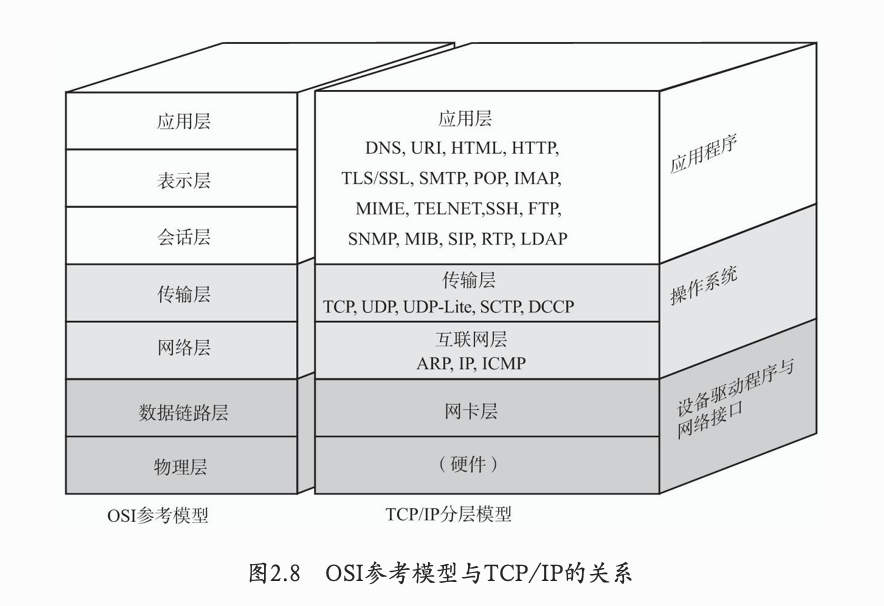 应用层
表示层
会话层
传输层
网络层
数据链路层
物理层
OSI参考模型
应用层
DNS, URI, HTML, HTTP,
TLS/SSL, SMTP, POP, IMAP,
MIME, TELNET,SSH, FTP,
SNMP, MIB, SIP, RTP, LDAP
传输层
TCP, UDP, UDP-Lite, SCTP, DCCP
互联网层
ARP, IP, ICMP
网卡层
（硬件）
TCP/IP分层模型
应用程序
操作系统
设备驱动程序与
网络接口
图2.8 OSI参考模型与TCP/IP的关系